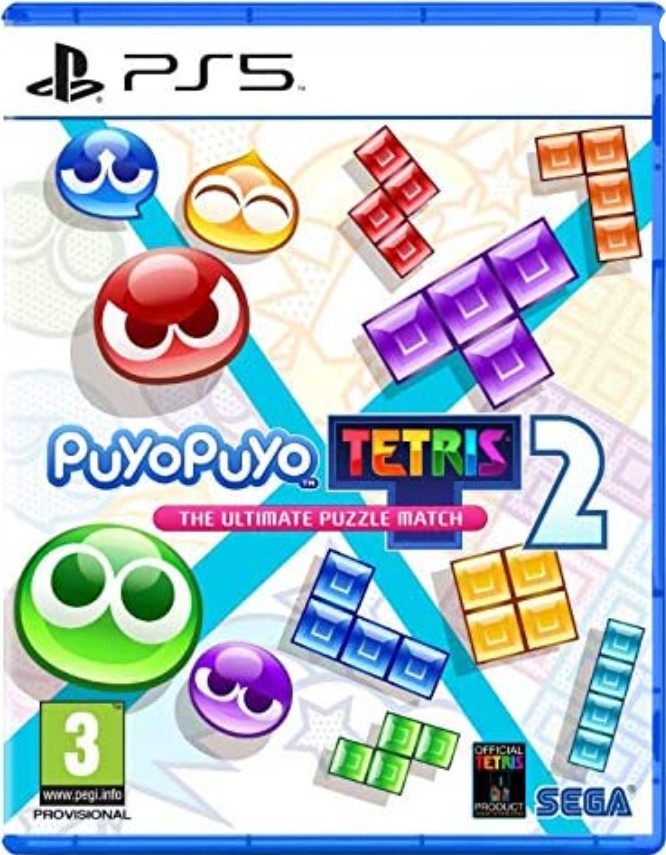 PS5
PUYOPUYO TETRIS 2
THE ULTIMATE PUZZLE MATCH
3
www.pegi.info
PROVISIONAL
OFFICIAL
TETRIS
PRODUCT
SEGA